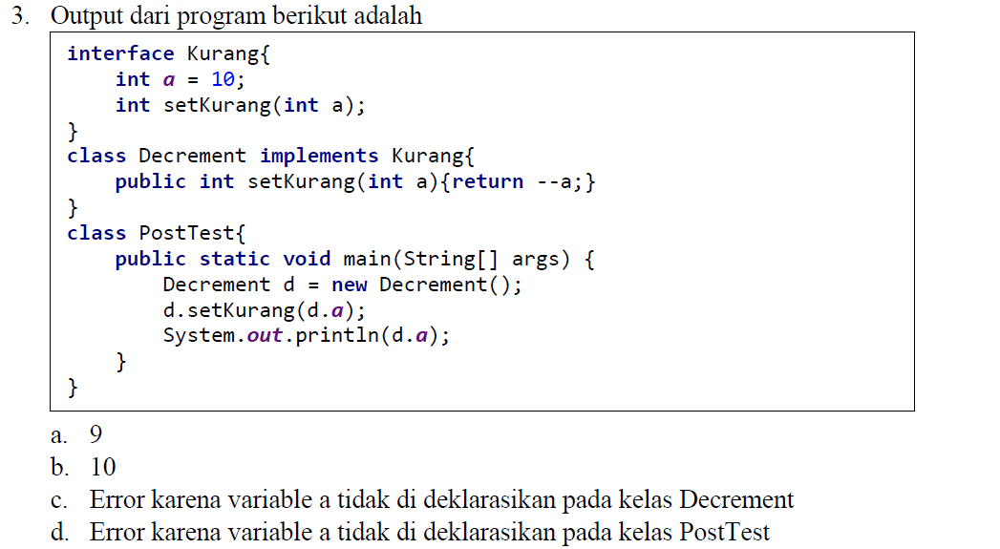 3. Output dari program berikut adalah
interface Kurang{
    int a = 10;
    int setKurang(int a);
}
class Decrement implements Kurang{
    public int setKurang(int a){return --a;}
}
class PostTest{
    public static void main(String[] args) {
        Decrement d = new Decrement();
        d.setKurang(d.a);
        System.out.println(d.a);
    }
}
a. 9
b. 10
c. Error karena variable a tidak di deklarasikan pada kelas Decrement
d. Error karena variable a tidak di deklarasikan pada kelas PostTest